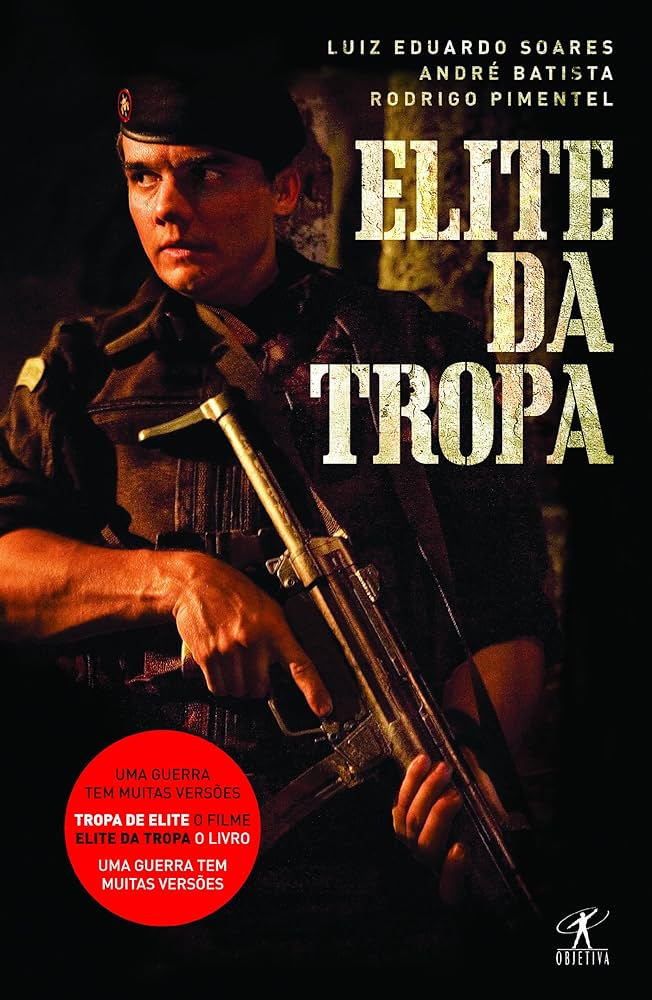 LUIZ EDUARDO SOARES
ANDRÉ BATISTA
RODRIGO PIMENTEL
ELITE
DA
TROPA
UMA GUERRA
TEM MUITAS VERSÕES
TROPA DE ELITE O FILME
ELITE DA TROPA O LIVRO
UMA GUERRA TEM
MUITAS VERSÕES
OBJETIVA